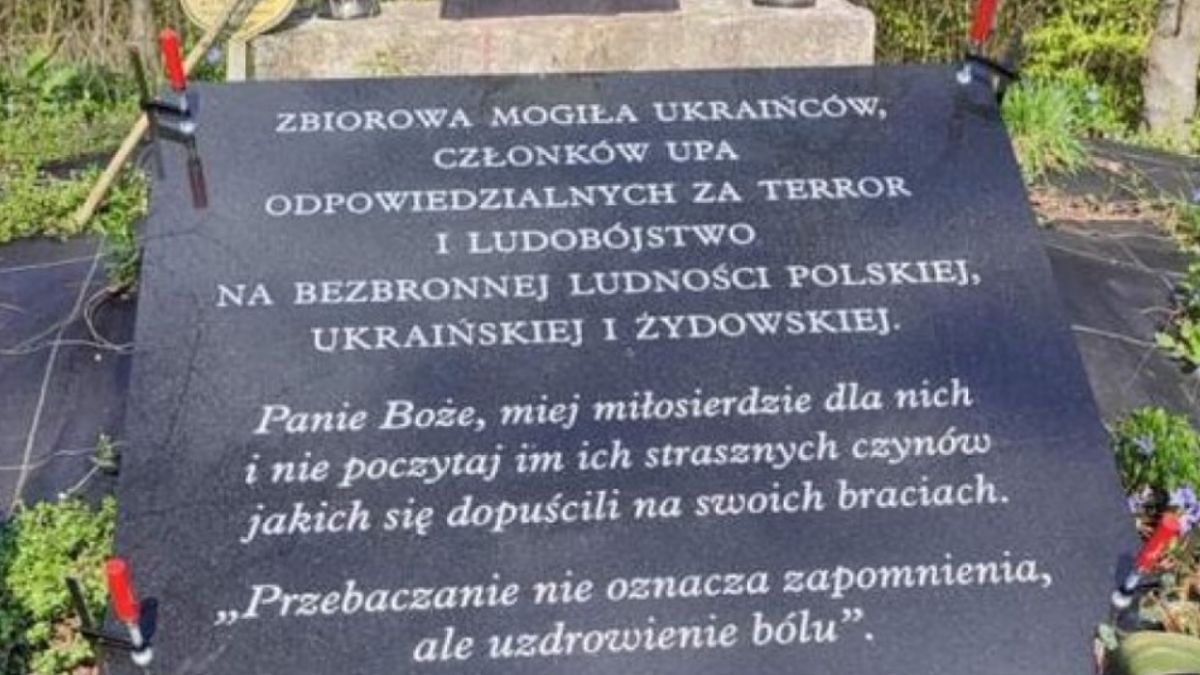 ZBIOROWA MOGIŁA UKRAIŃCÓW,
CZŁONKÓW UPA
ODPOWIEDZIALNYCH ZA TERROR
I LUDOBÓJSTWO
NA BEZBRONNEJ LUDNOŚCI POLSKIEJ,
UKRAIŃSKIEJ I ŻYDOWSKIEJ.
Panie Boże, miej miłosierdzie dla nich
i nie poczytaj im ich strasznych czynów
jakich się dopuścili na swoich braciach.
„Przebaczanie nie oznacza zapomnienia,
ale uzdrowienie bólu”.